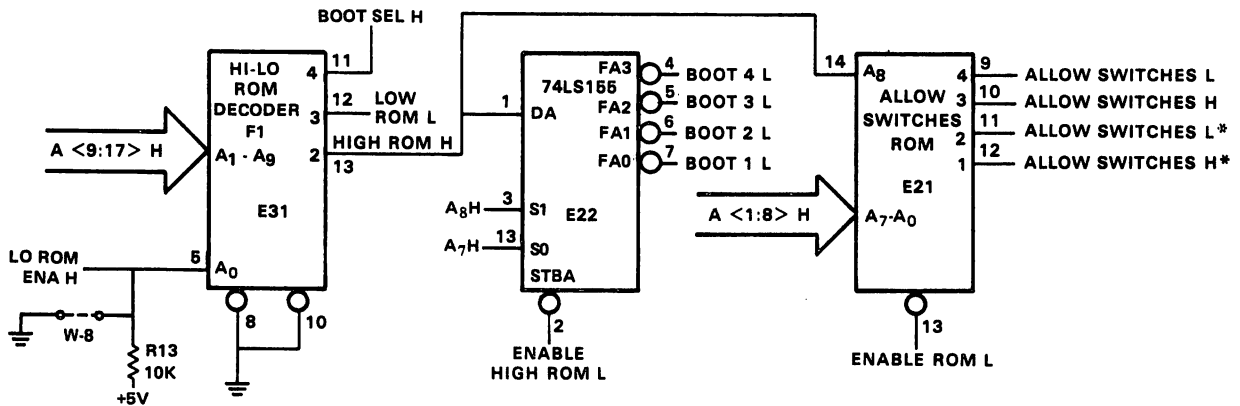 BOOT SEL H
11
HI-LO
ROM
DECODER
F1
4
12
LOW
ROM L
3
HIGH ROM H
2
13
A <9:17> H
A1 - A9
E31
LO ROM
ENA H
5
A0
8
10
W-8
R13
10K
+5V
74LS155
1
DA
FA3
4
BOOT 4 L
FA2
5
BOOT 3 L
FA1
6
BOOT 2 L
FA0
7
BOOT 1 L
A8H
3
S1
E22
A7H
13
S0
STBA
2
ENABLE
HIGH ROM L
14
A8
ALLOW
SWITCHES
ROM
E21
4
9
ALLOW SWITCHES L
3
10
ALLOW SWITCHES H
2
11
ALLOW SWITCHES L*
1
12
ALLOW SWITCHES H*
A <1:8> H
A7-A0
13
ENABLE ROM L